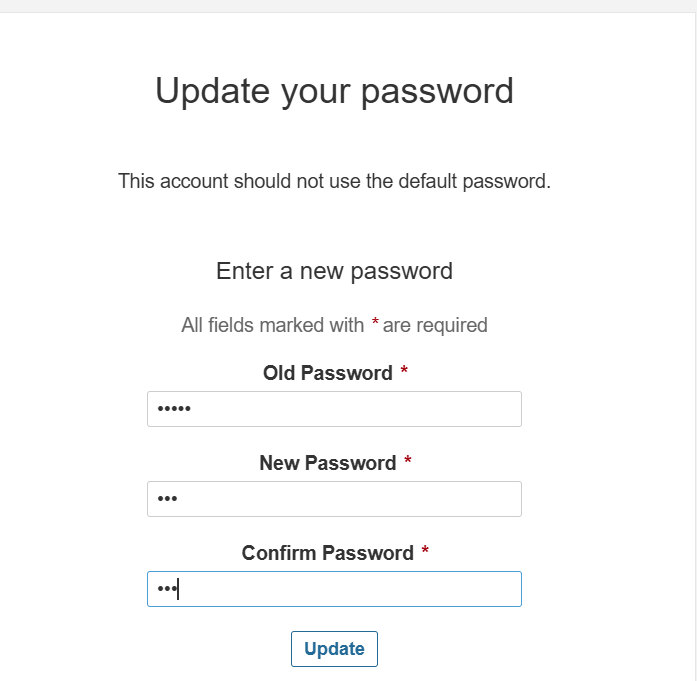 Update your password
This account should not use the default password.
Enter a new password
All fields marked with * are required
Old Password *
•••••
New Password *
•••
Confirm Password *
•••
Update